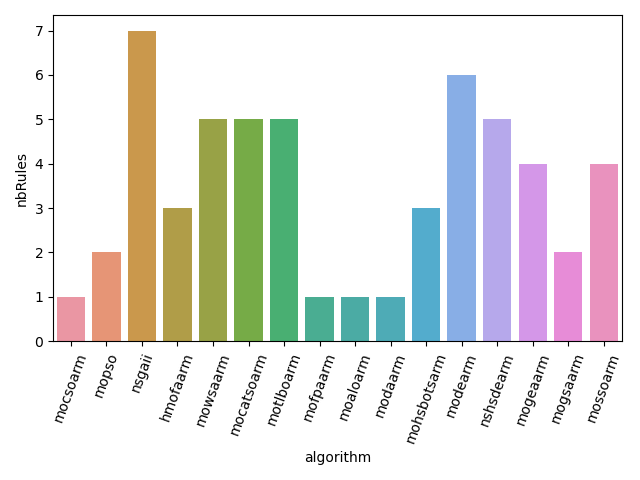 nbRules
7
6
5
4
3
2
1
0
mocsoarm
mopso
nsgaii
hmofaarm
mowsaarm
mocatsoarm
motlboarm
mofpaarm
moaloarm
modaarm
mohsbotsarm
modearm
nshsdearm
mogeaarm
mogsaarm
mossoarm
algorithm